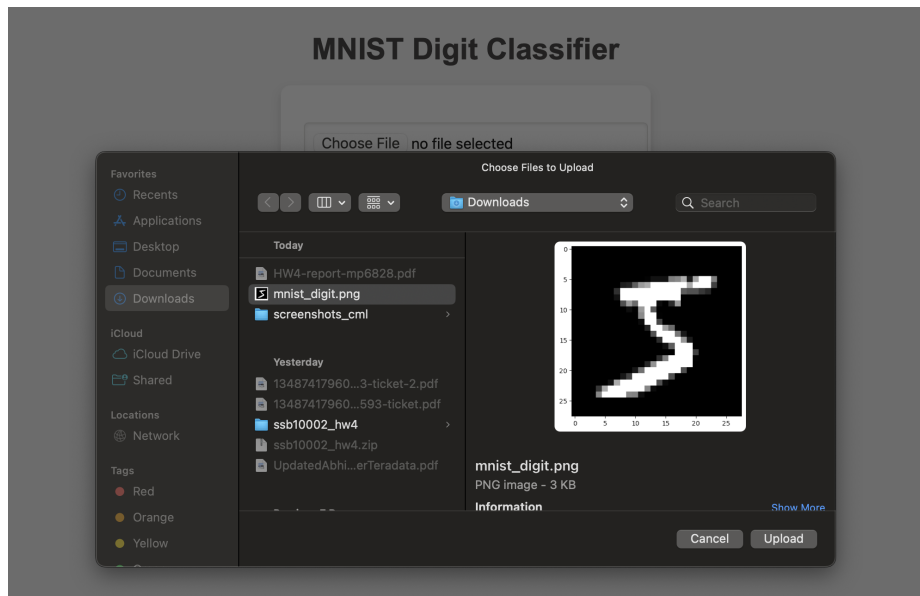 MNIST Digit Classifier
Choose File no file selected
Choose Files to Upload
Favorites
Recents
Applications
Desktop
Documents
Downloads
iCloud
iCloud Drive
Shared
Locations
Network
Tags
Red
Orange
Yellow
Downloads
Search
Today
HW4-report-mp6828.pdf
mnist_digit.png
screenshots_cml
Yesterday
13487417960...3-ticket-2.pdf
13487417960...593-ticket.pdf
ssb10002_hw4
ssb10002_hw4.zip
UpdatedAbhi...erTeradata.pdf
0
5
10
15
20
25
0 5 10 15 20 25
mnist_digit.png
PNG image - 3 KB
Information Show More
Cancel Upload